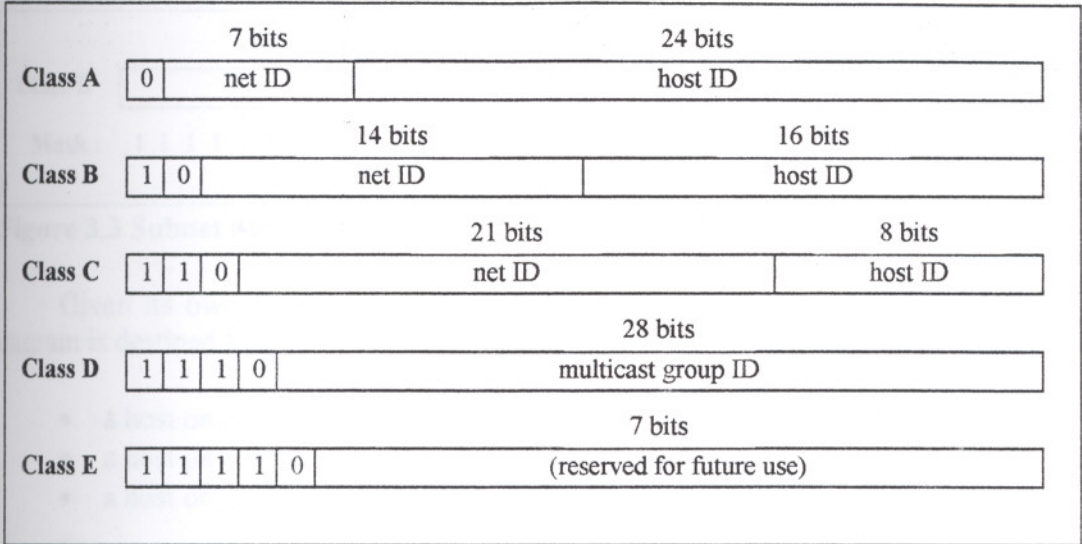 7 bits 24 bits
Class A 0 net ID host ID
14 bits 16 bits
Class B 1 0 net ID host ID
21 bits 8 bits
Class C 1 1 0 net ID host ID
28 bits
Class D 1 1 1 0 multicast group ID
7 bits
Class E 1 1 1 1 0 (reserved for future use)